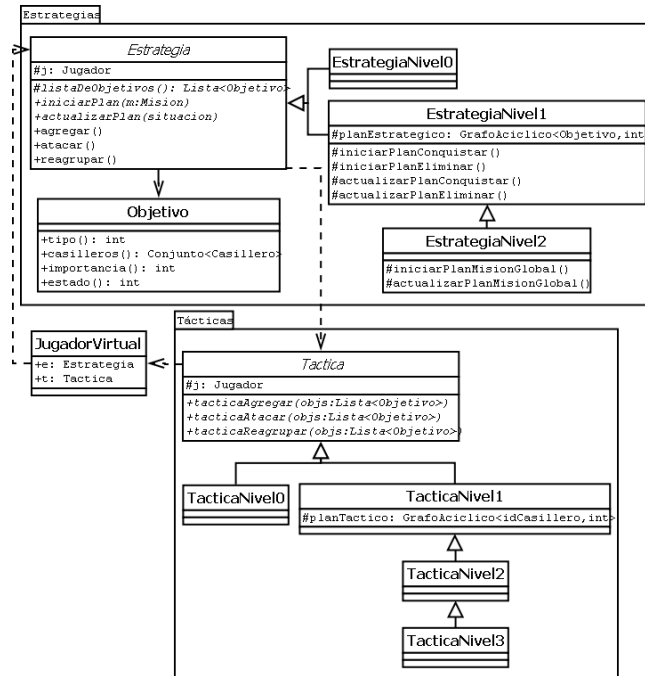 Estrategias
Estrategia
#j: Jugador
#listaDeObjetivos(): Lista<Objetivo>
+iniciarPlan(m:Mision)
+actualizarPlan(situacion)
+agregar()
+atacar()
+reagrupar()
EstrategiaNivel0
EstrategiaNivel1
#planEstrategico: GrafoAciclico<Objetivo,int>
#iniciarPlanConquistar()
#iniciarPlanEliminar()
#actualizarPlanConquistar()
#actualizarPlanEliminar()
Objetivo
+tipo(): int
+casilleros(): Conjunto<Casillero>
+importancia(): int
+estado(): int
EstrategiaNivel2
#iniciarPlanMisionGlobal()
#actualizarPlanMisionGlobal()
Tácticas
JugadorVirtual
+e: Estrategia
+t: Tactica
Tactica
#j: Jugador
+tacticaAgregar(objs:Lista<Objetivo>)
+tacticaAtacar(objs:Lista<Objetivo>)
+tacticaReagrupar(objs:Lista<Objetivo>)
TacticaNivel0
TacticaNivel1
#planTactico: GrafoAciclico<idCasillero,int>
TacticaNivel2
TacticaNivel3